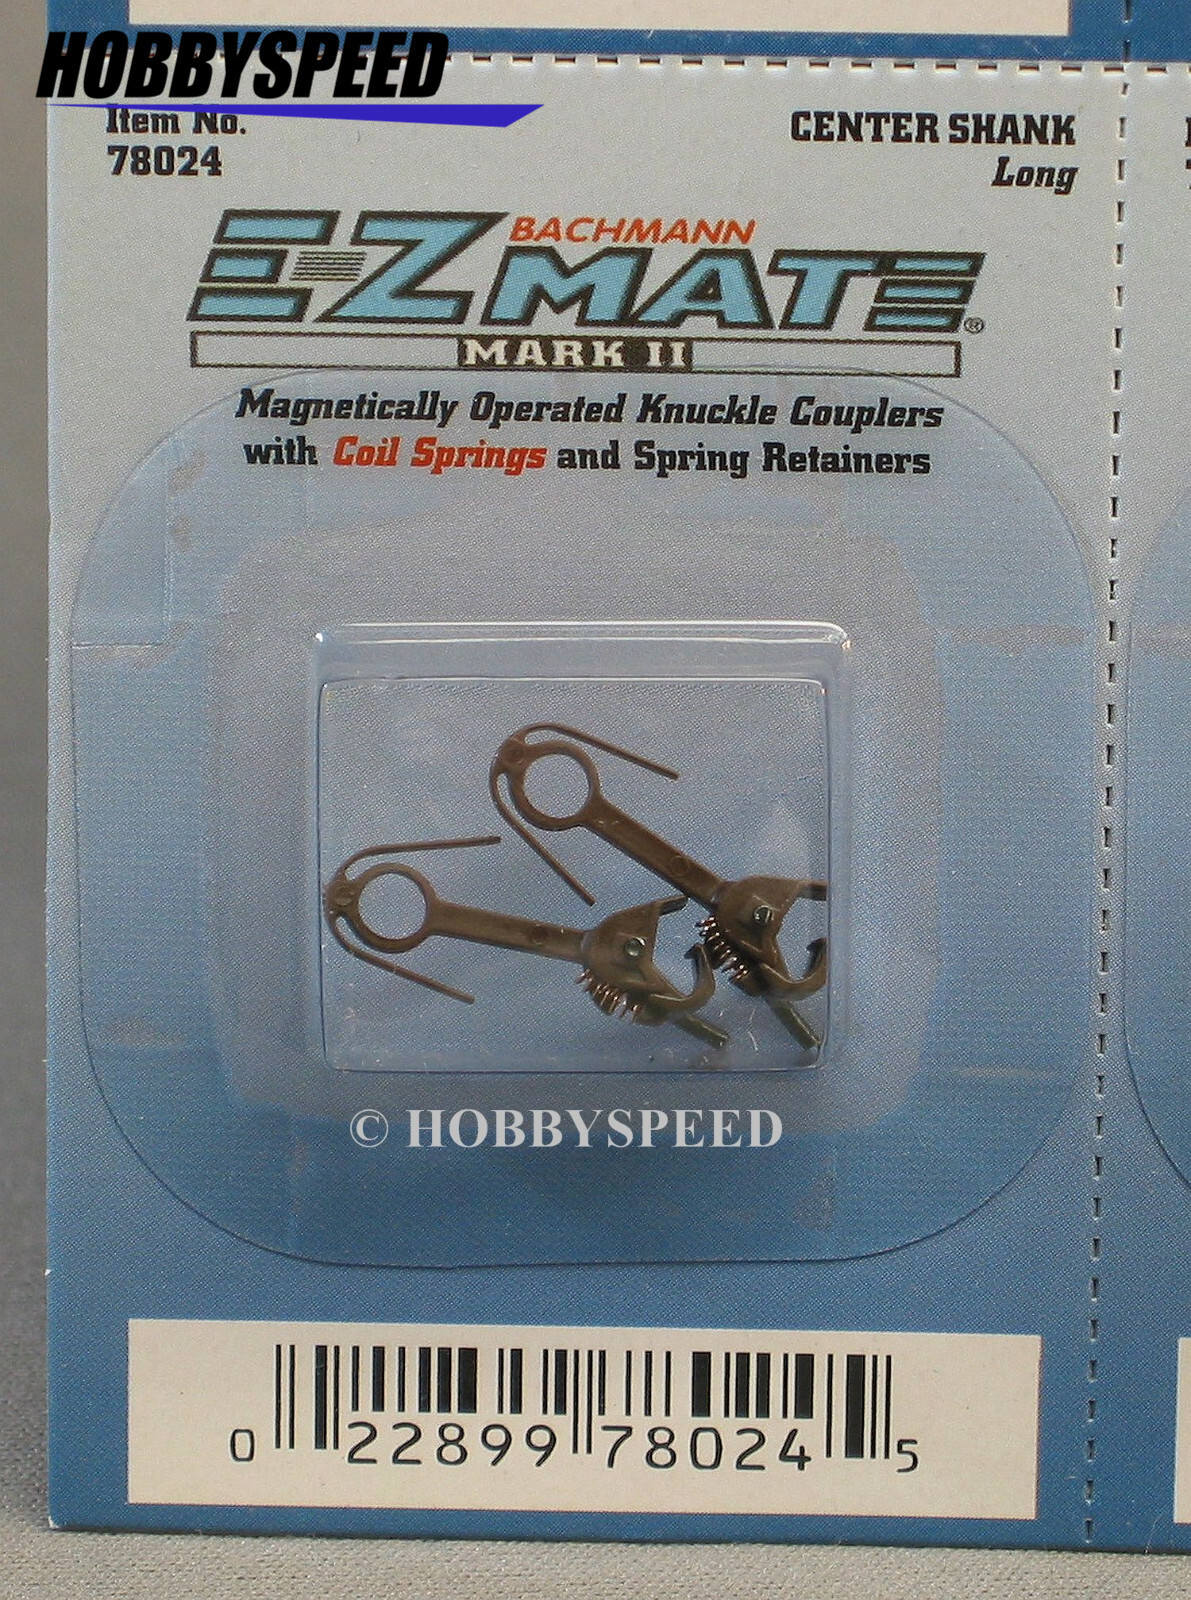 HOBBYSPEED
Item No.
78024
CENTER SHANK
Long
BACHMANN
E-Z MATE®
MARK II
Magnetically Operated Knuckle Couplers
with Coil Springs and Spring Retainers
© HOBBYSPEED
0 22899 78024 5